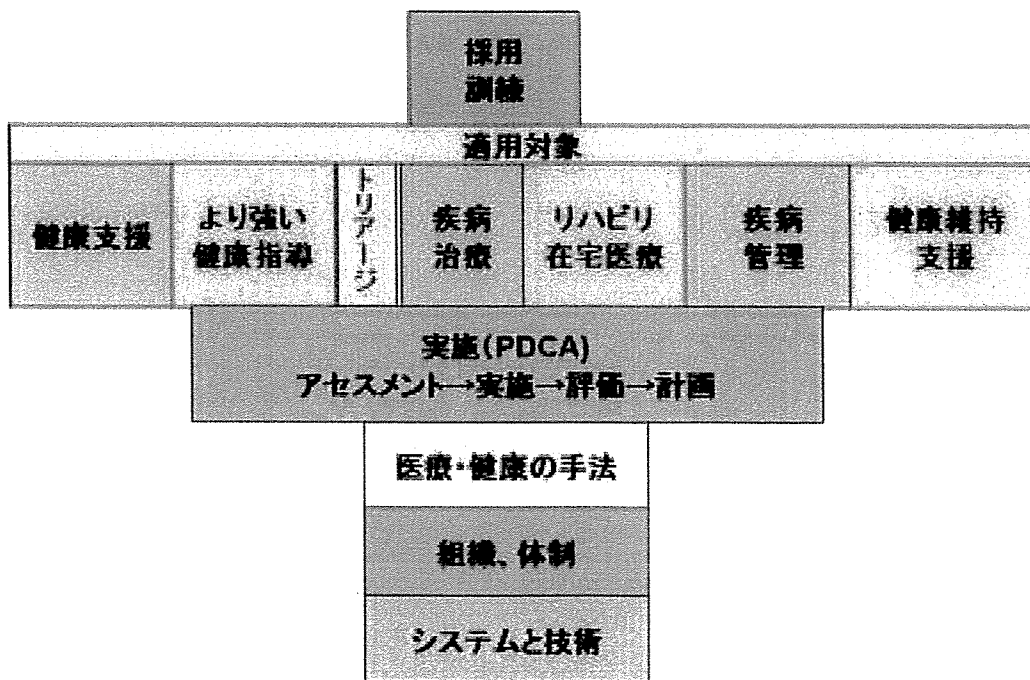 採用
訓練
適用対象
健康支援
より強い
健康指導
トリアージ
疾病
治療
リハビリ
在宅医療
疾病
管理
健康維持
支援
実施(PDCA)
アセスメント→実施→評価→計画
医療・健康の手法
組織、体制
システムと技術